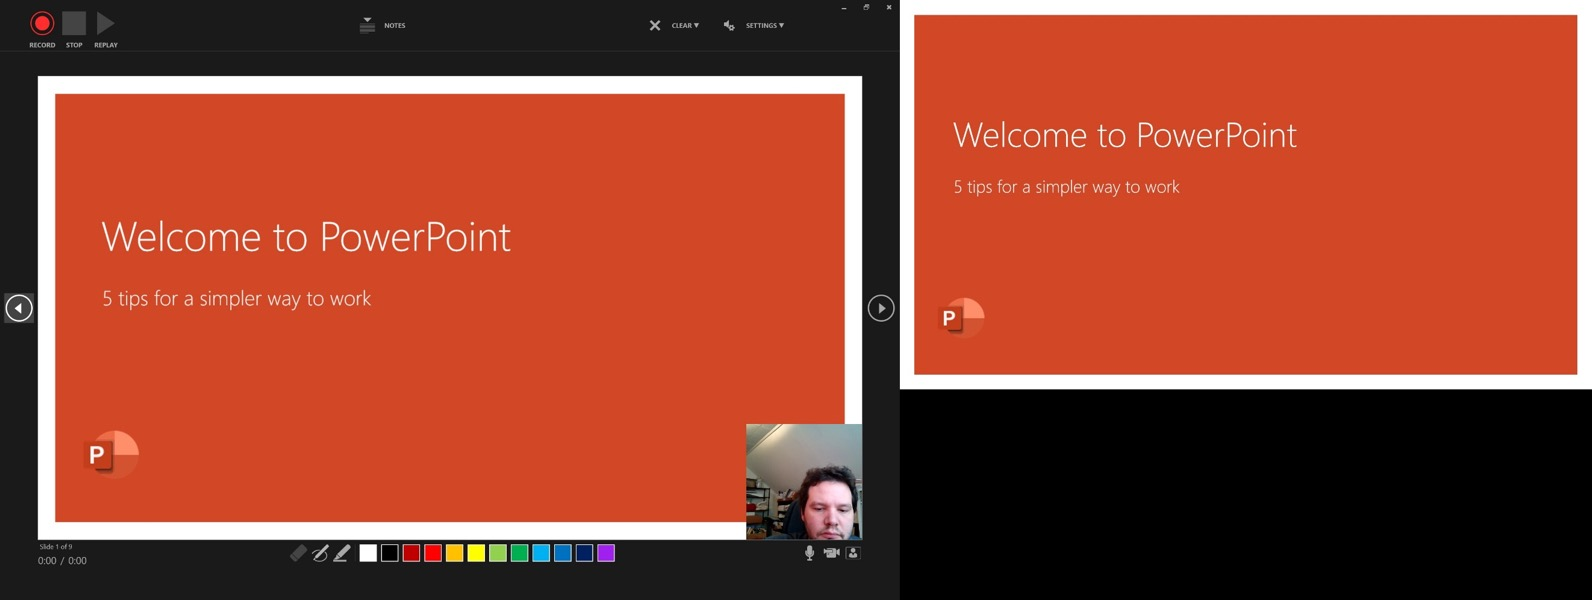 RECORD
STOP
REPLAY
NOTES
CLEAR
SETTINGS
Welcome to PowerPoint
5 tips for a simpler way to work
P
Slide 1 of 9
0:00 / 0:00
Welcome to PowerPoint
5 tips for a simpler way to work
P